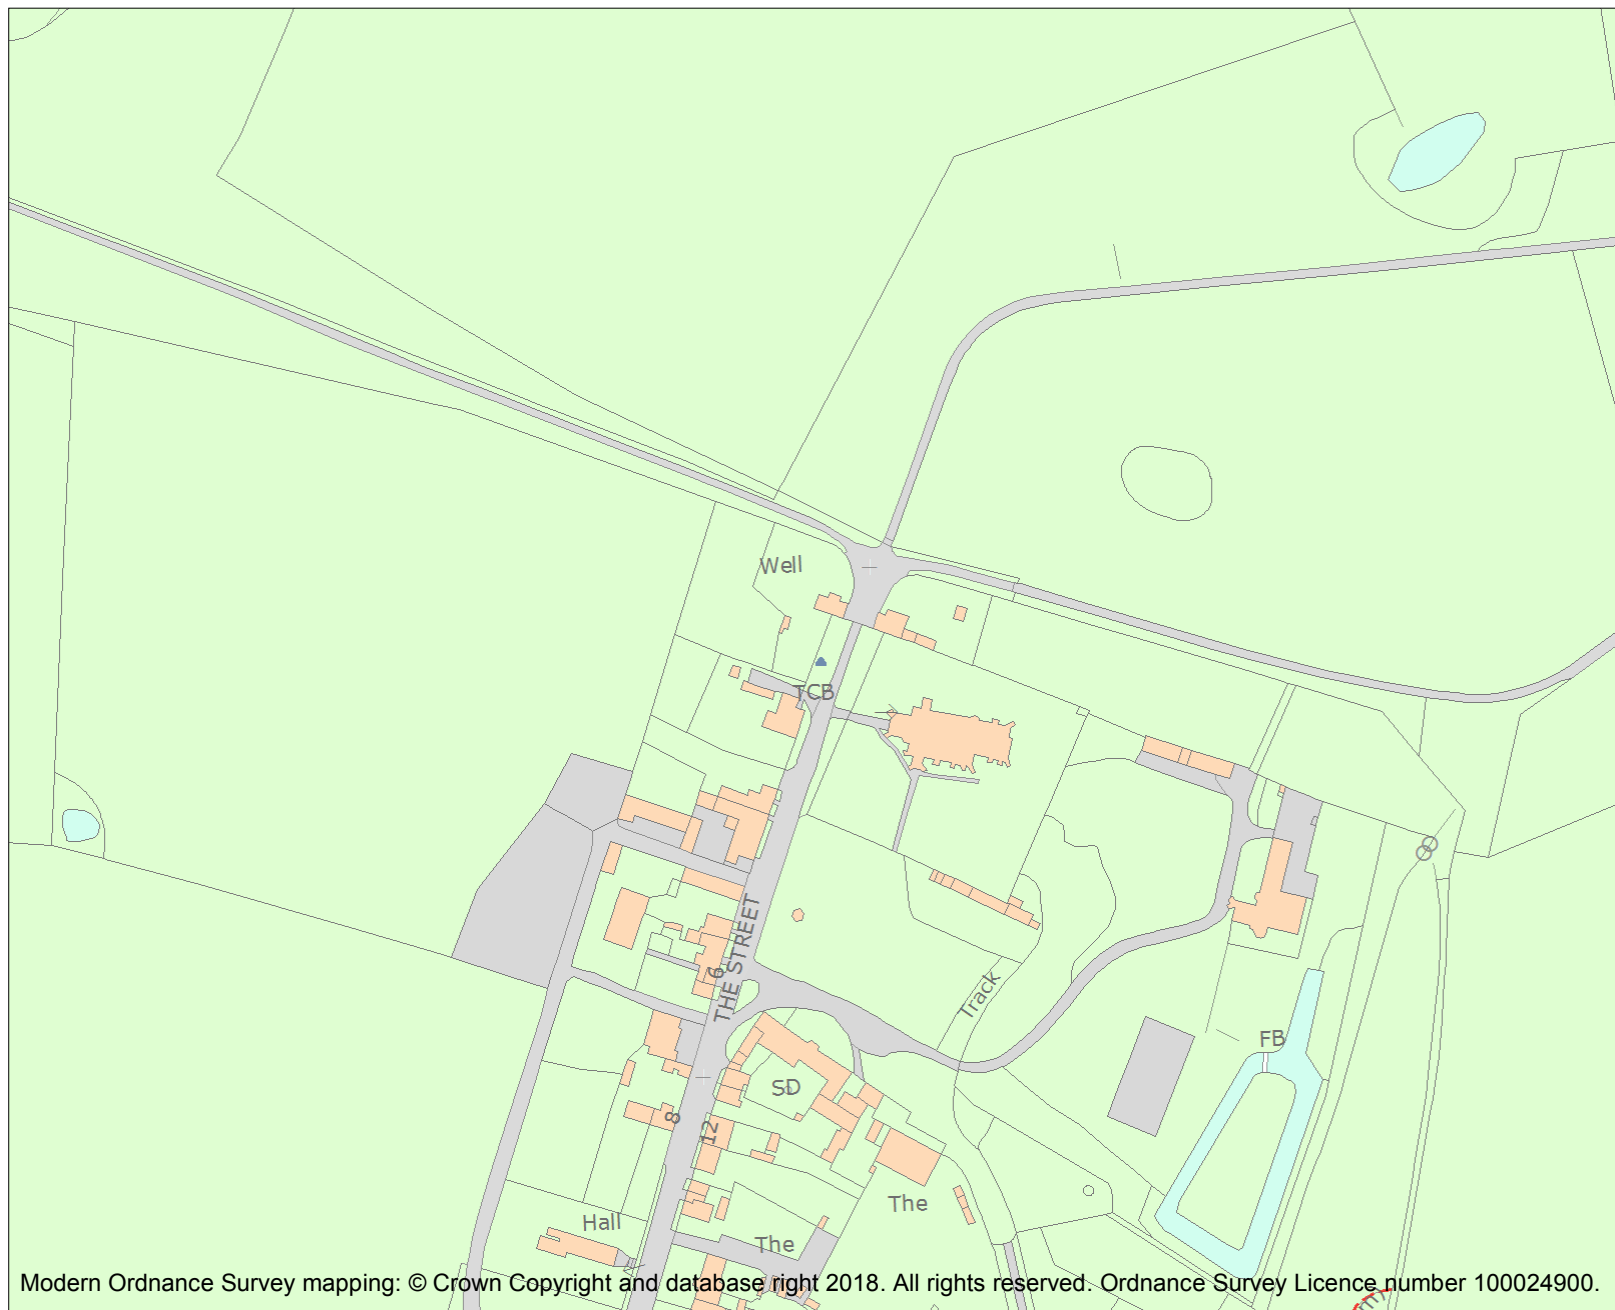 Well
TCB
THE STREET
6
Track
FB
SD
8
12
The
Hall
The
Modern Ordnance Survey mapping: © Crown Copyright and database right 2018. All rights reserved. Ordnance Survey Licence number 100024900.